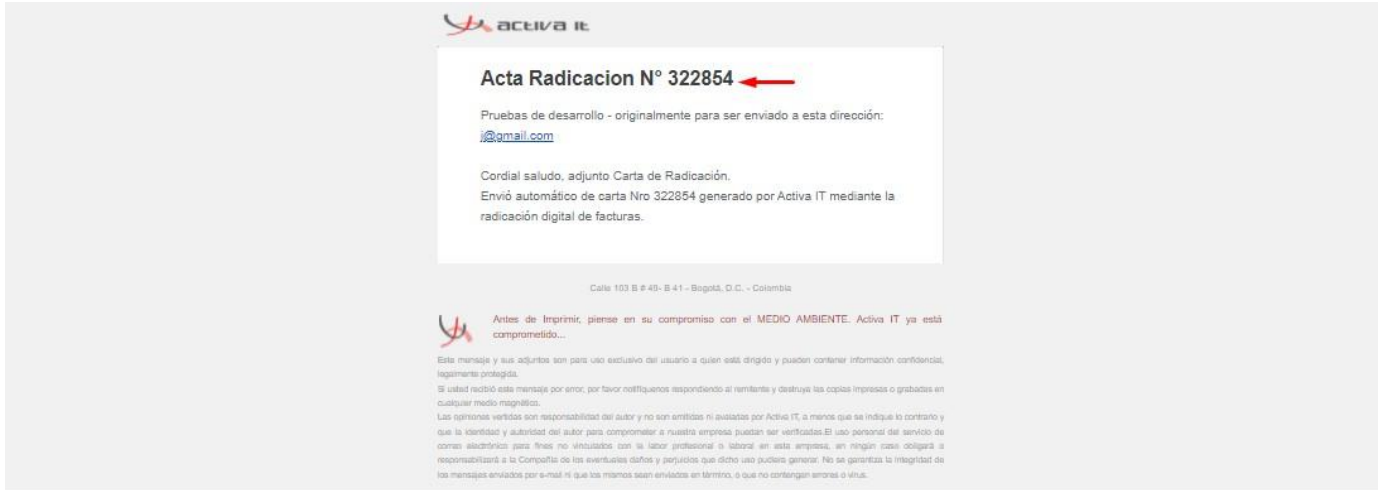 activa it
Acta Radicacion N° 322854
Pruebas de desarrollo - originalmente para ser enviado a esta dirección:
j@gmail.com
Cordial saludo, adjunto Carta de Radicación.
Envió automático de carta Nro 322854 generado por Activa IT mediante la
radicación digital de facturas.
Calle 103 B # 49- B 41 - Bogotá, D.C. - Colombia
Antes de Imprimir, piense en su compromiso con el MEDIO AMBIENTE. Activa IT ya está
comprometido...
Este mensaje y sus adjuntos son para uso exclusivo del usuario a quien está dirigido y pueden contener información confidencial,
legalmente protegida.
Si usted recibió este mensaje por error, por favor notifíquenos respondiendo al remitente y destruya las copias impresas o grabadas en
cualquier medio magnético.
Las opiniones vertidas son responsabilidad del autor y no son emitidas ni avaladas por Activa IT, a menos que se indique lo contrario y
que la identidad y autoridad del autor para comprometer a nuestra empresa puedan ser verificadas.El uso personal del servicio de
correo electrónico para fines no vinculados con la labor profesional o laboral en esta empresa, en ningún caso obligará o
responsabilizará a la Compañía de los eventuales daños y perjuicios que dicho uso pudiera generar. No se garantiza la integridad de
los mensajes enviados por e-mail ni que los mismos sean enviados en término, o que no contengan errores o virus.